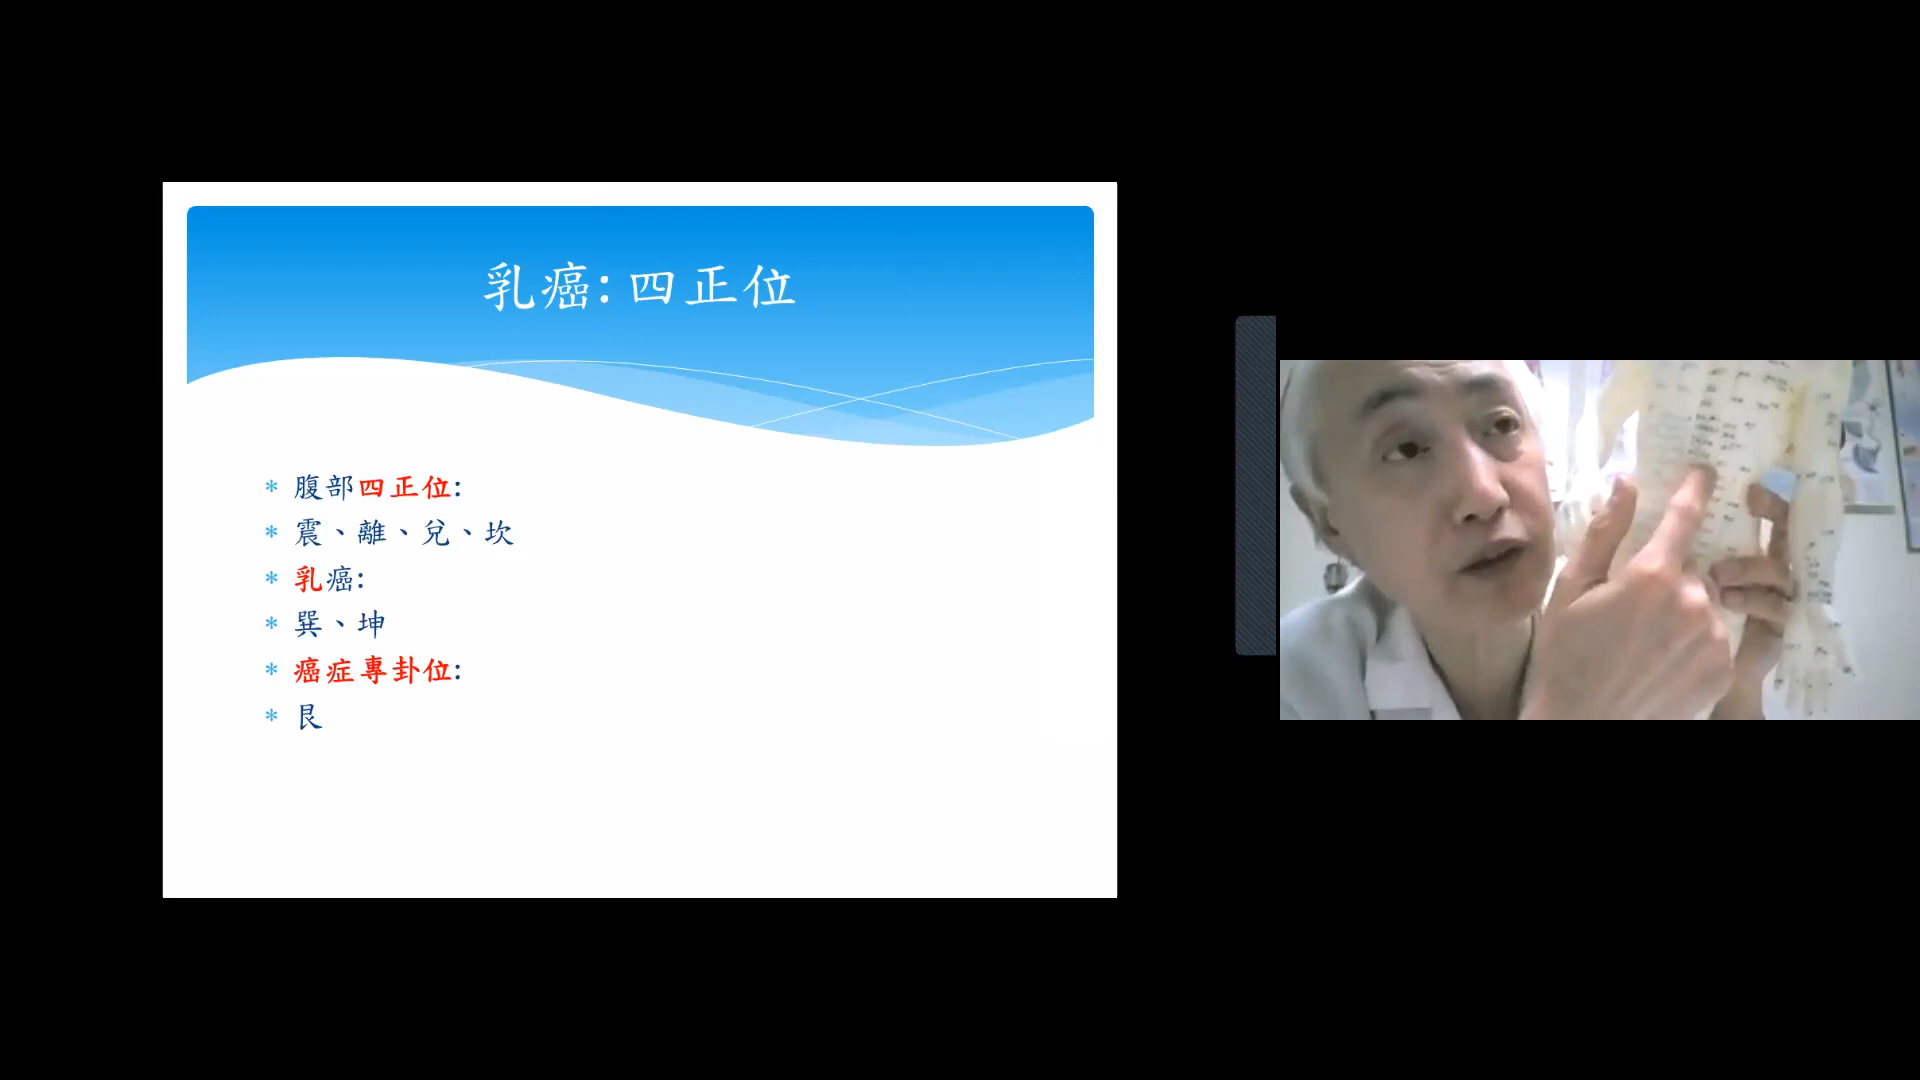 乳癌: 四正位
* 腹部四正位:
* 震、離、兌、坎
* 乳癌:
* 巽、坤
* 癌症專卦位:
* 艮